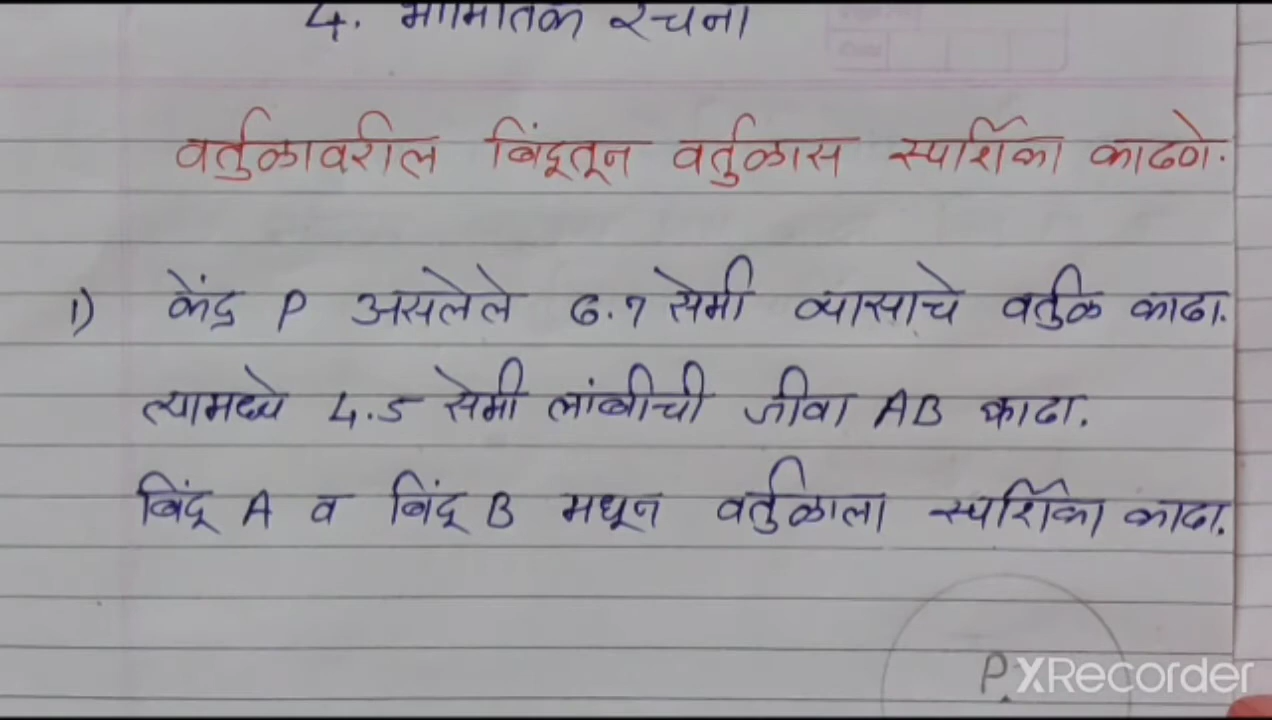 4. भौमितिक रचना
वर्तुळावरील बिंदूतून वर्तुळास स्पर्शिका काढणे.
1) केंद्र P असलेले 6.7 सेमी व्यासाचे वर्तुळ काढा.
त्यामध्ये 4.5 सेमी लांबीची जीवा AB काढा.
बिंदू A व बिंदू B मधून वर्तुळाला स्पर्शिका काढा.
P
XRecorder